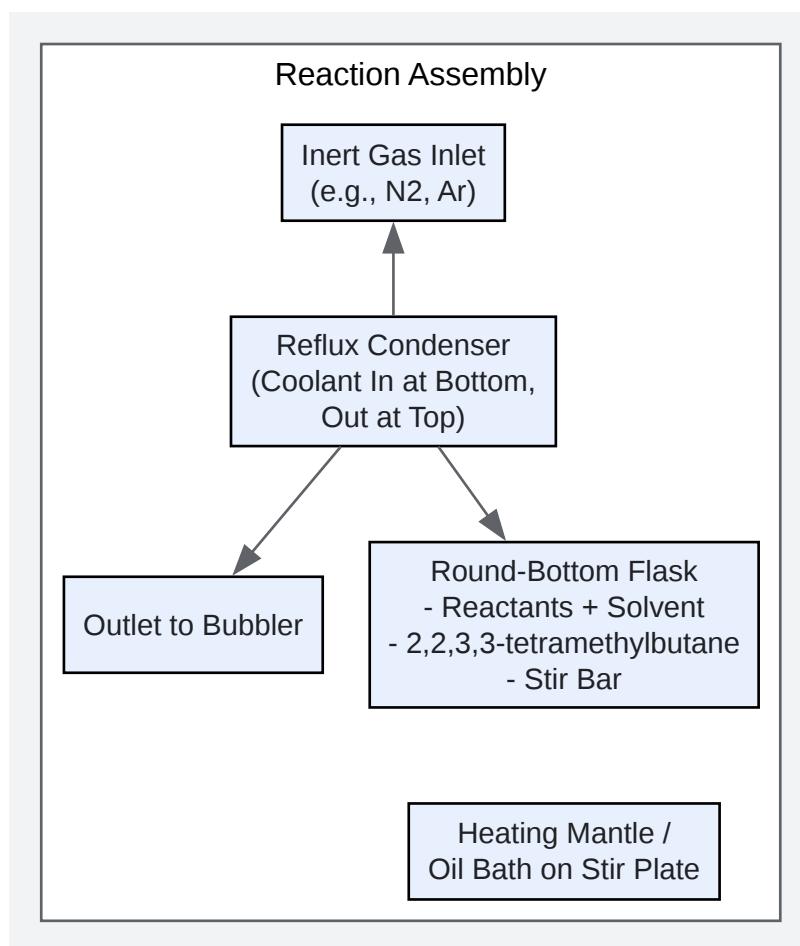 Reaction Assembly
Inert Gas Inlet
(e.g., N2, Ar)
Reflux Condenser
(Coolant In at Bottom,
Out at Top)
Outlet to Bubbler
Round-Bottom Flask
- Reactants + Solvent
- 2,2,3,3-tetramethylbutane
- Stir Bar
Heating Mantle /
Oil Bath on Stir Plate